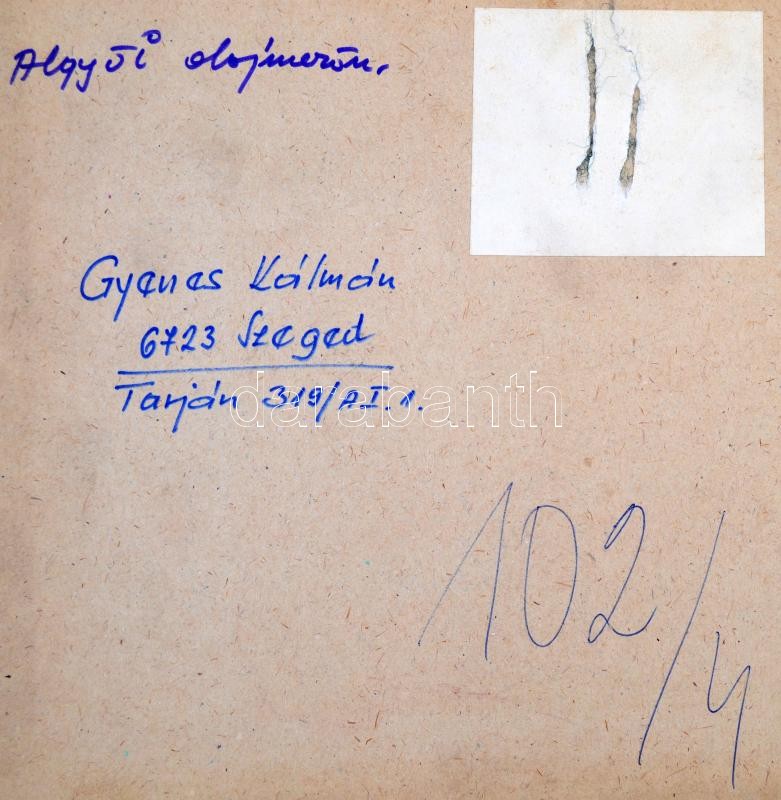 Algyői olajmezőn.
Gyenes Kálmán
6723 Szeged
Tarján 319/A I. 1.
darabanth
102/4